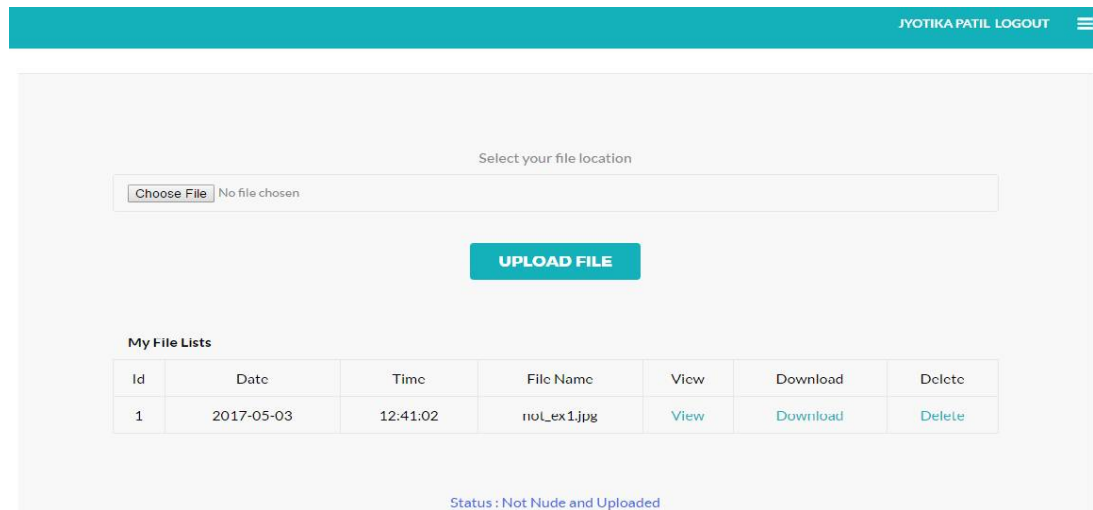 JYOTIKA PATIL LOGOUT
Select your file location
Choose File No file chosen
UPLOAD FILE
My File Lists
Id Date Time File Name View Download Delete
1 2017-05-03 12:41:02 not_ex1.jpg View Download Delete
Status : Not Nude and Uploaded